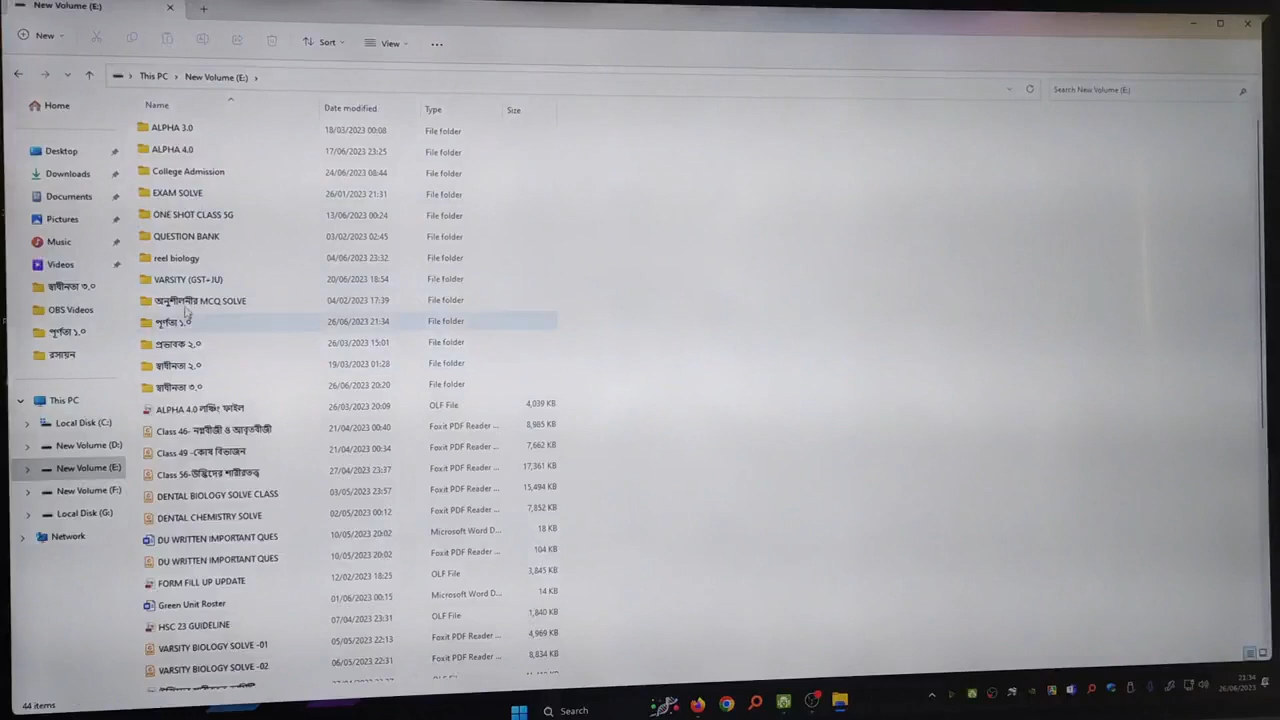 New Volume (E:)
New
Sort
View
This PC
New Volume (E:)
Search New Volume (E:)
Name Date modified Type Size
Home
Desktop
Downloads
Documents
Pictures
Music
Videos
স্বাধীনতা ৩.০
OBS Videos
পূর্ণতা ১.০
রসায়ন
This PC
Local Disk (C:)
New Volume (D:)
New Volume (E:)
New Volume (F:)
Local Disk (G:)
Network
ALPHA 3.0 18/03/2023 00:08 File folder
ALPHA 4.0 17/06/2023 23:25 File folder
College Admission 24/06/2023 08:44 File folder
EXAM SOLVE 26/01/2023 21:31 File folder
ONE SHOT CLASS 5G 13/06/2023 00:24 File folder
QUESTION BANK 03/02/2023 02:45 File folder
reel biology 04/06/2023 23:32 File folder
VARSITY (GST+JU) 20/06/2023 18:54 File folder
অনুশীলনীর MCQ SOLVE 04/02/2023 17:39 File folder
পূর্ণতা ১.০ 26/06/2023 21:34 File folder
প্রভাবক ২.০ 26/03/2023 15:01 File folder
স্বাধীনতা ২.০ 19/03/2023 01:28 File folder
স্বাধীনতা ৩.০ 26/06/2023 20:20 File folder
ALPHA 4.0 লঞ্চিং ফাইল 26/03/2023 20:09 OLF File 4,039 KB
Class 46- নগ্নবীজী ও আবৃতবীজী 21/04/2023 00:40 Foxit PDF Reader ... 8,985 KB
Class 49 -কোষ বিভাজন 21/04/2023 00:34 Foxit PDF Reader ... 7,662 KB
Class 56-উদ্ভিদের শারীরতত্ত্ব 27/04/2023 23:37 Foxit PDF Reader ... 17,361 KB
DENTAL BIOLOGY SOLVE CLASS 03/05/2023 23:57 Foxit PDF Reader ... 15,494 KB
DENTAL CHEMISTRY SOLVE 02/05/2023 00:12 Foxit PDF Reader ... 7,852 KB
DU WRITTEN IMPORTANT QUES 10/05/2023 20:02 Microsoft Word D... 18 KB
DU WRITTEN IMPORTANT QUES 10/05/2023 20:02 Foxit PDF Reader ... 104 KB
FORM FILL UP UPDATE 12/02/2023 18:25 OLF File 3,845 KB
Green Unit Roster 01/06/2023 00:15 Microsoft Word D... 14 KB
HSC 23 GUIDELINE 07/04/2023 23:31 OLF File 1,840 KB
VARSITY BIOLOGY SOLVE -01 05/05/2023 22:13 Foxit PDF Reader ... 4,969 KB
VARSITY BIOLOGY SOLVE -02 06/05/2023 22:31 Foxit PDF Reader ... 8,834 KB
44 items
Search
21:34
26/06/2023